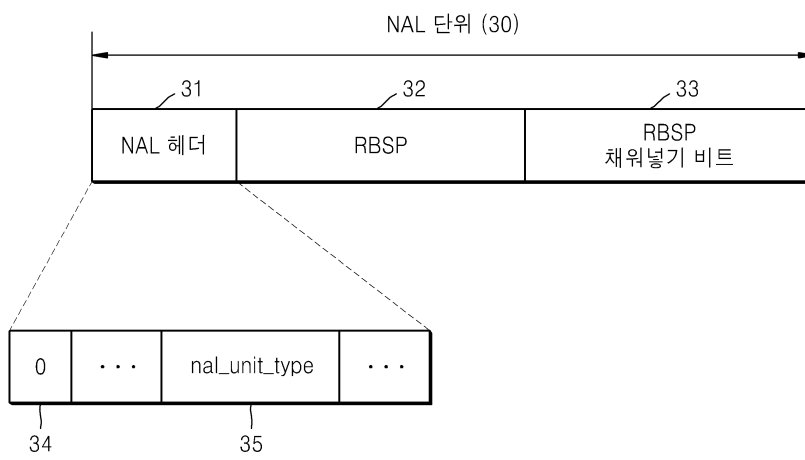 NAL 단위 (30)
31
32
33
NAL 헤더
RBSP
RBSP
채워넣기 비트
0
···
nal_unit_type
···
34
35